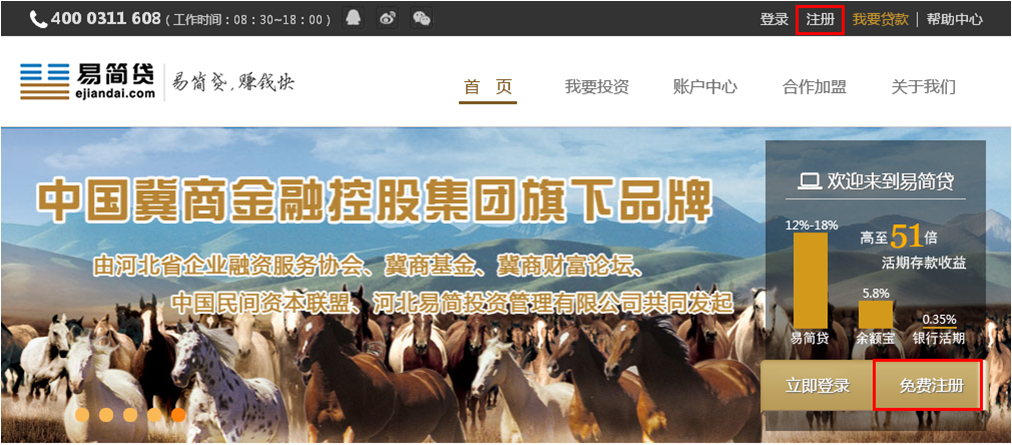 400 0311 608 ( 工作时间：08：30~18：00 )
登录 注册 我要贷款 | 帮助中心
易简贷
ejiandai.com
易简贷，赚钱快
首 页 我要投资 账户中心 合作加盟 关于我们
中国冀商金融控股集团旗下品牌
由河北省企业融资服务协会、冀商基金、冀商财富论坛、
中国民间资本联盟、河北易简投资管理有限公司共同发起
欢迎来到易简贷
12%-18%
高至51倍
活期存款收益
5.8%
0.35%
易简贷 余额宝 银行活期
立即登录 免费注册